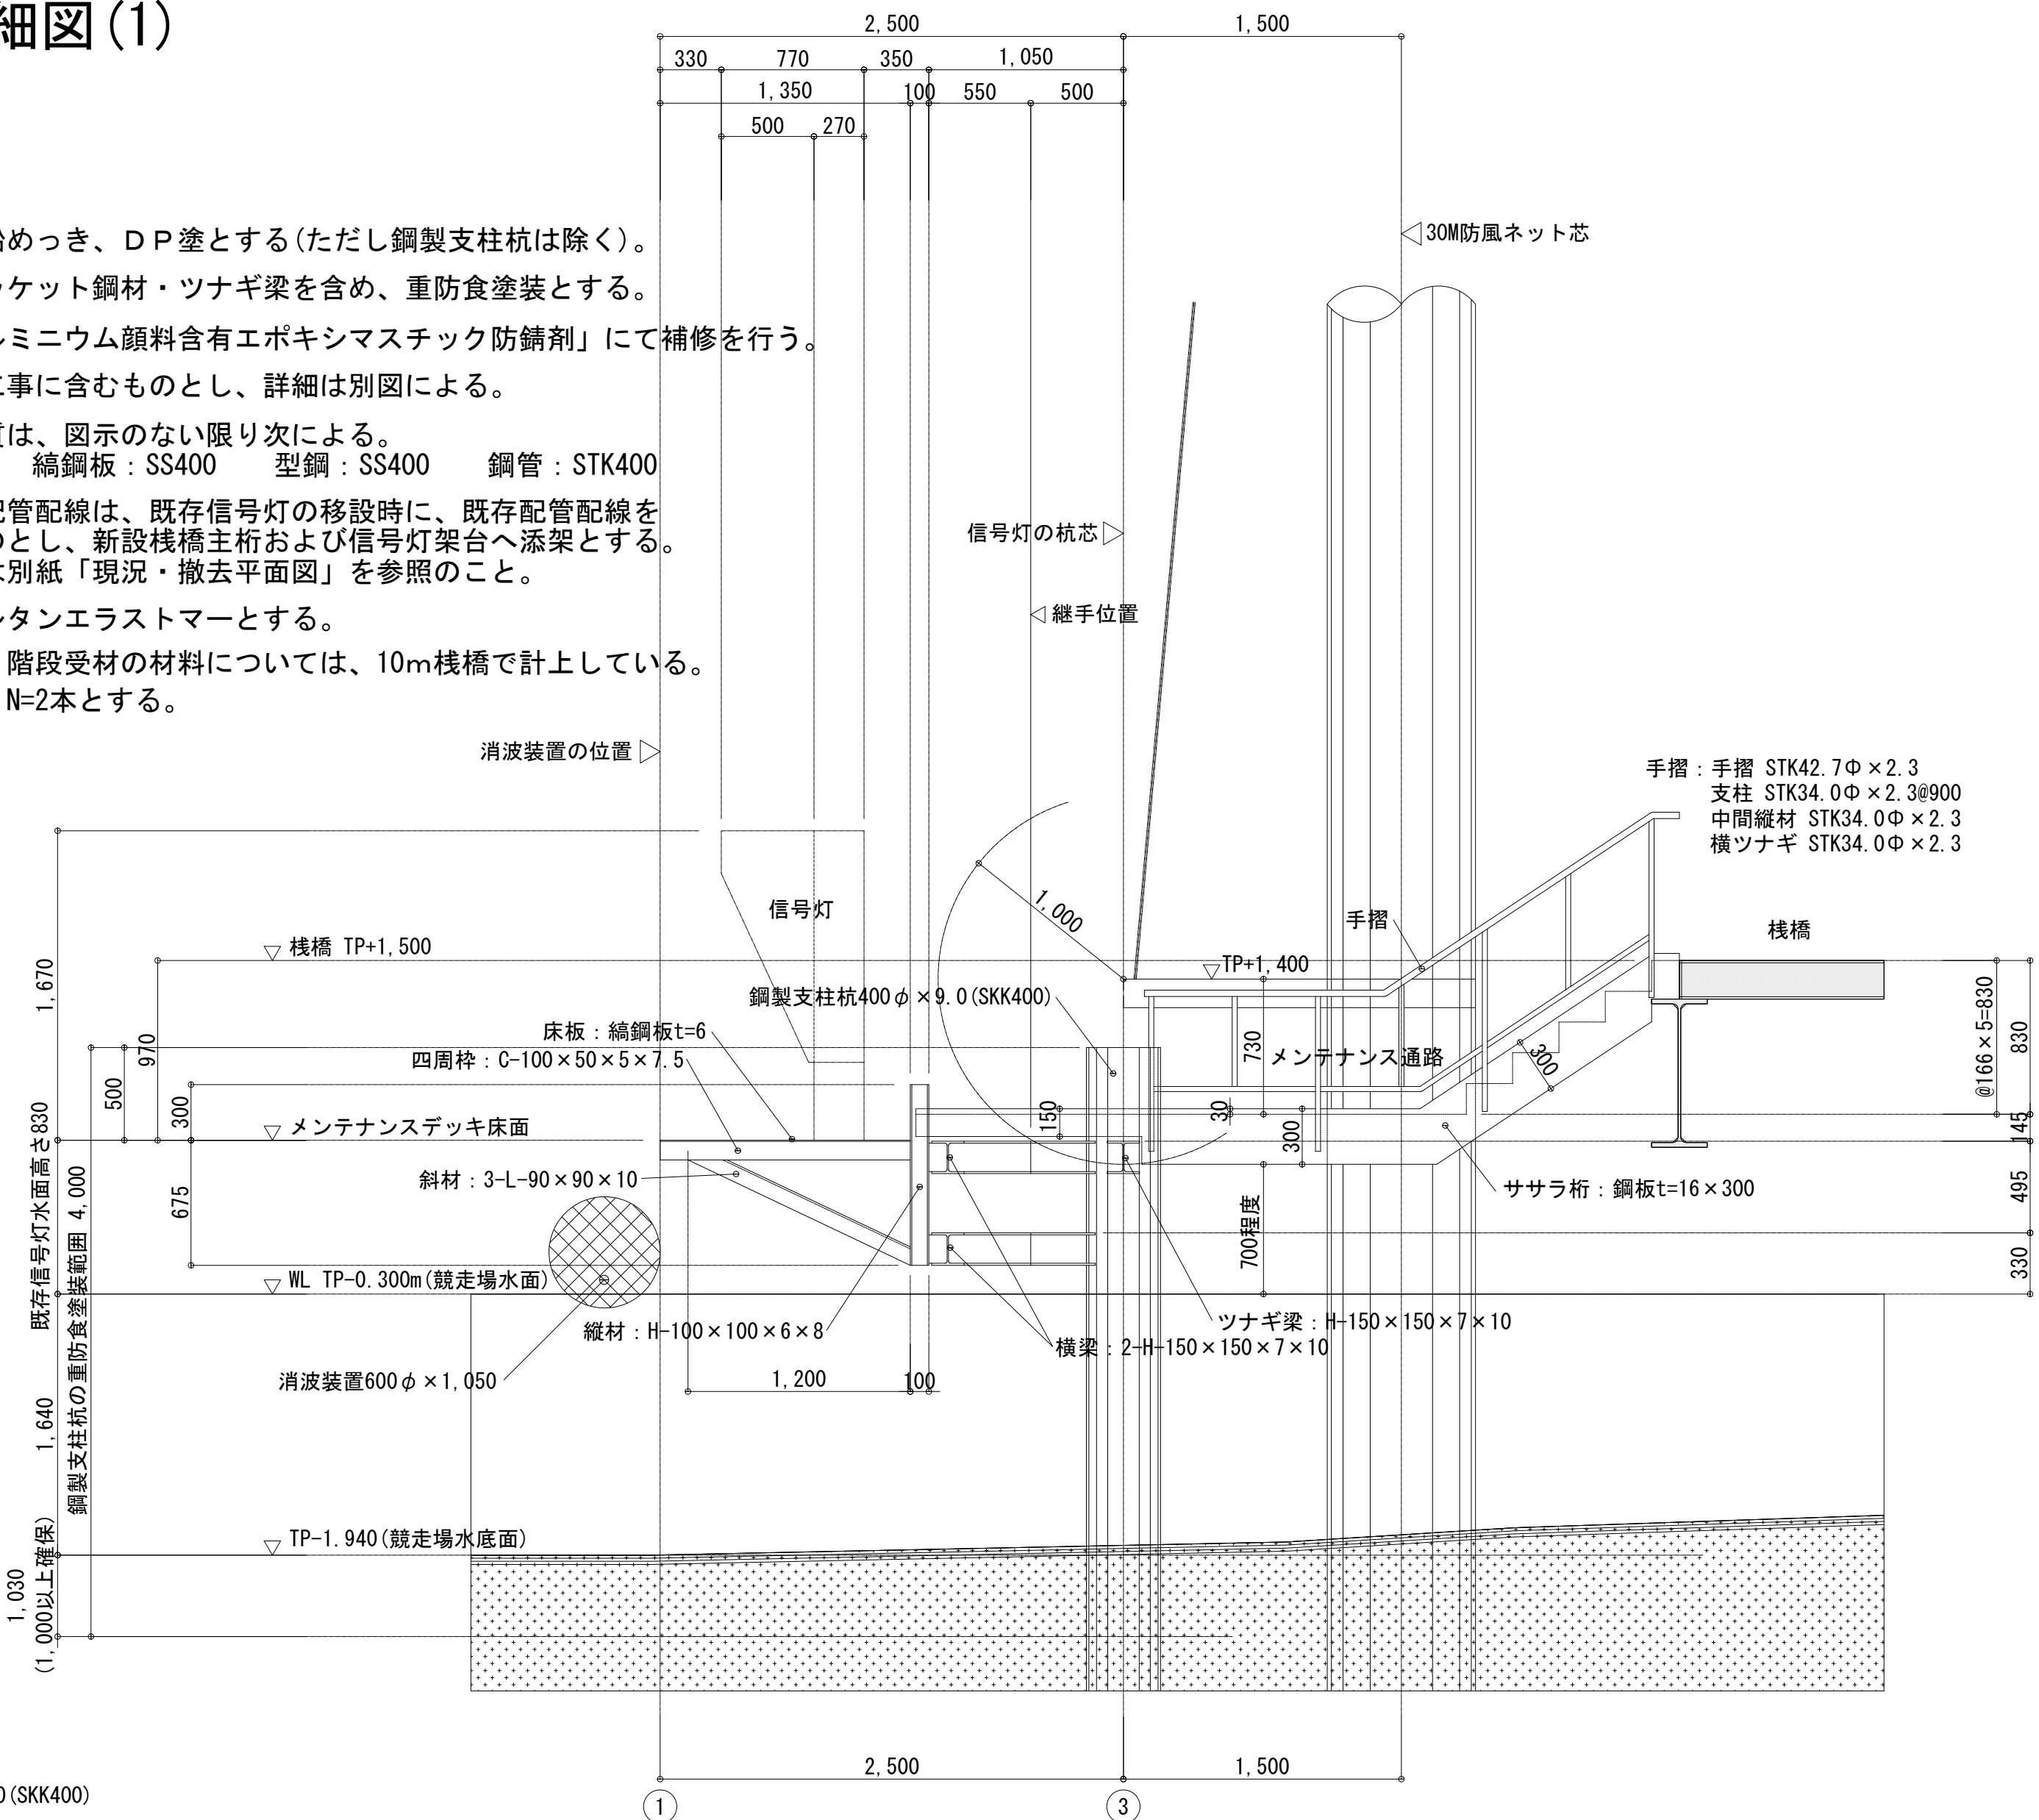 細図(1)
2,500
1,500
330
770
350
1,050
1,350
100
550
500
500
270
めっき、DP塗とする(ただし鋼製支柱杭は除く)。
ケット鋼材・ツナギ梁を含め、重防食塗装とする。
ミニウム顔料含有エポキシマスチック防錆剤」にて補修を行う。
工事に含むものとし、詳細は別図による。
は、図示のない限り次による。
縞鋼板：SS400　型鋼：SS400　鋼管：STK400
配管配線は、既存信号灯の移設時に、既存配管配線を
とし、新設桟橋主桁および信号灯架台へ添架とする。
別紙「現況・撤去平面図」を参照のこと。
タンエラストマーとする。
階段受材の材料については、10m桟橋で計上している。
N=2本とする。
30M防風ネット芯
信号灯の杭芯
継手位置
消波装置の位置
手摺：手摺 STK42.7Φ×2.3
支柱 STK34.0Φ×2.3@900
中間縦材 STK34.0Φ×2.3
横ツナギ STK34.0Φ×2.3
信号灯
1,000
手摺
桟橋
桟橋 TP+1,500
TP+1,400
鋼製支柱杭400φ×9.0(SKK400)
床板：縞鋼板t=6
四周枠：C-100×50×5×7.5
メンテナンス通路
730
300
@166×5=830
830
1,670
970
500
300
150
30
300
145
メンテナンスデッキ床面
斜材：3-L-90×90×10
675
ササラ桁：鋼板t=16×300
495
700程度
330
既存信号灯水面高さ830
鋼製支柱杭の重防食塗装範囲 4,000
WL TP-0.300m(競走場水面)
縦材：H-100×100×6×8
ツナギ梁：H-150×150×7×10
横梁：2-H-150×150×7×10
消波装置600φ×1,050
1,200
100
1,640
TP-1.940(競走場水底面)
1,030
(1,000以上確保)
2,500
1,500
(SKK400)
1
3